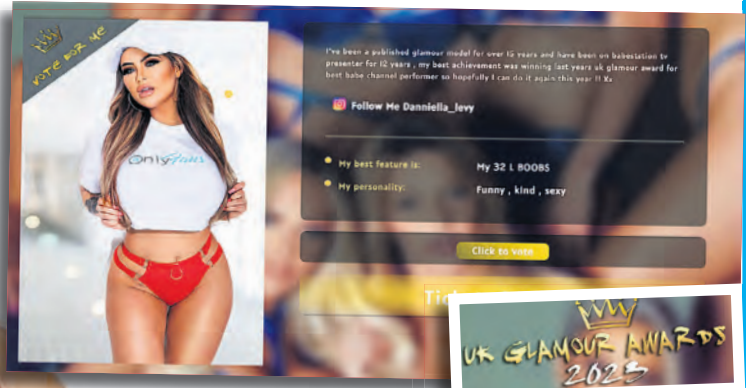 VOTE FOR ME
OnlyFans
I've been a published glamour model for over 15 years and have been on babestation tv
presenter for 12 years , my best achievement was winning last years uk glamour award for
best babe channel performer so hopefully I can do it again this year !! Xx
Follow Me Danniella_levy
My best feature is: My 32 L BOOBS
My personality: Funny , kind , sexy
Click to vote
UK GLAMOUR AWARDS
2023